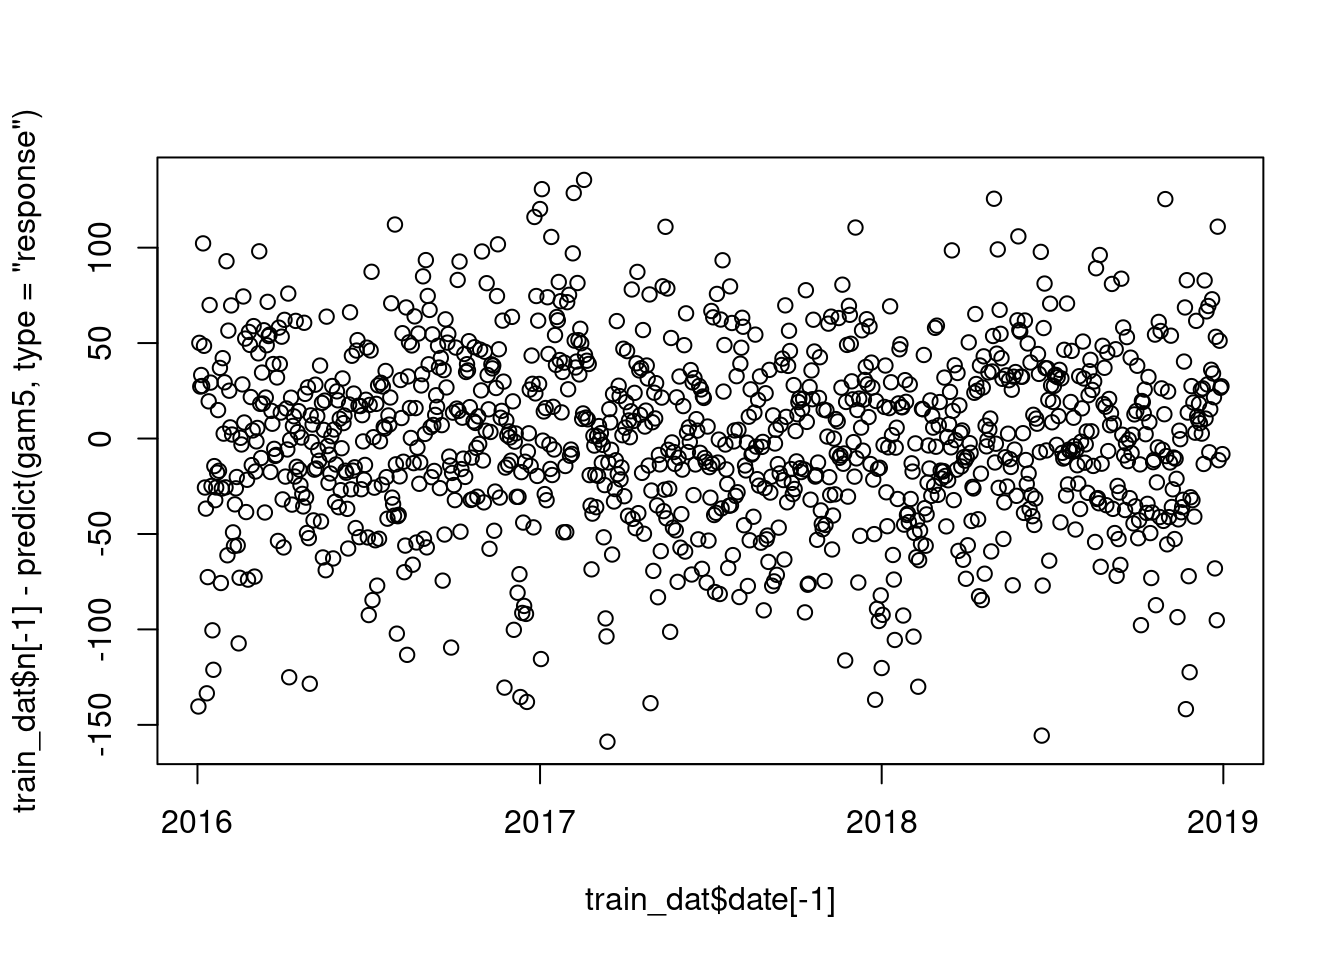 train_dat$n[-1] - predict(gam5, type = "response")
100
50
0
-50
-100
-150
2016 2017 2018 2019
train_dat$date[-1]